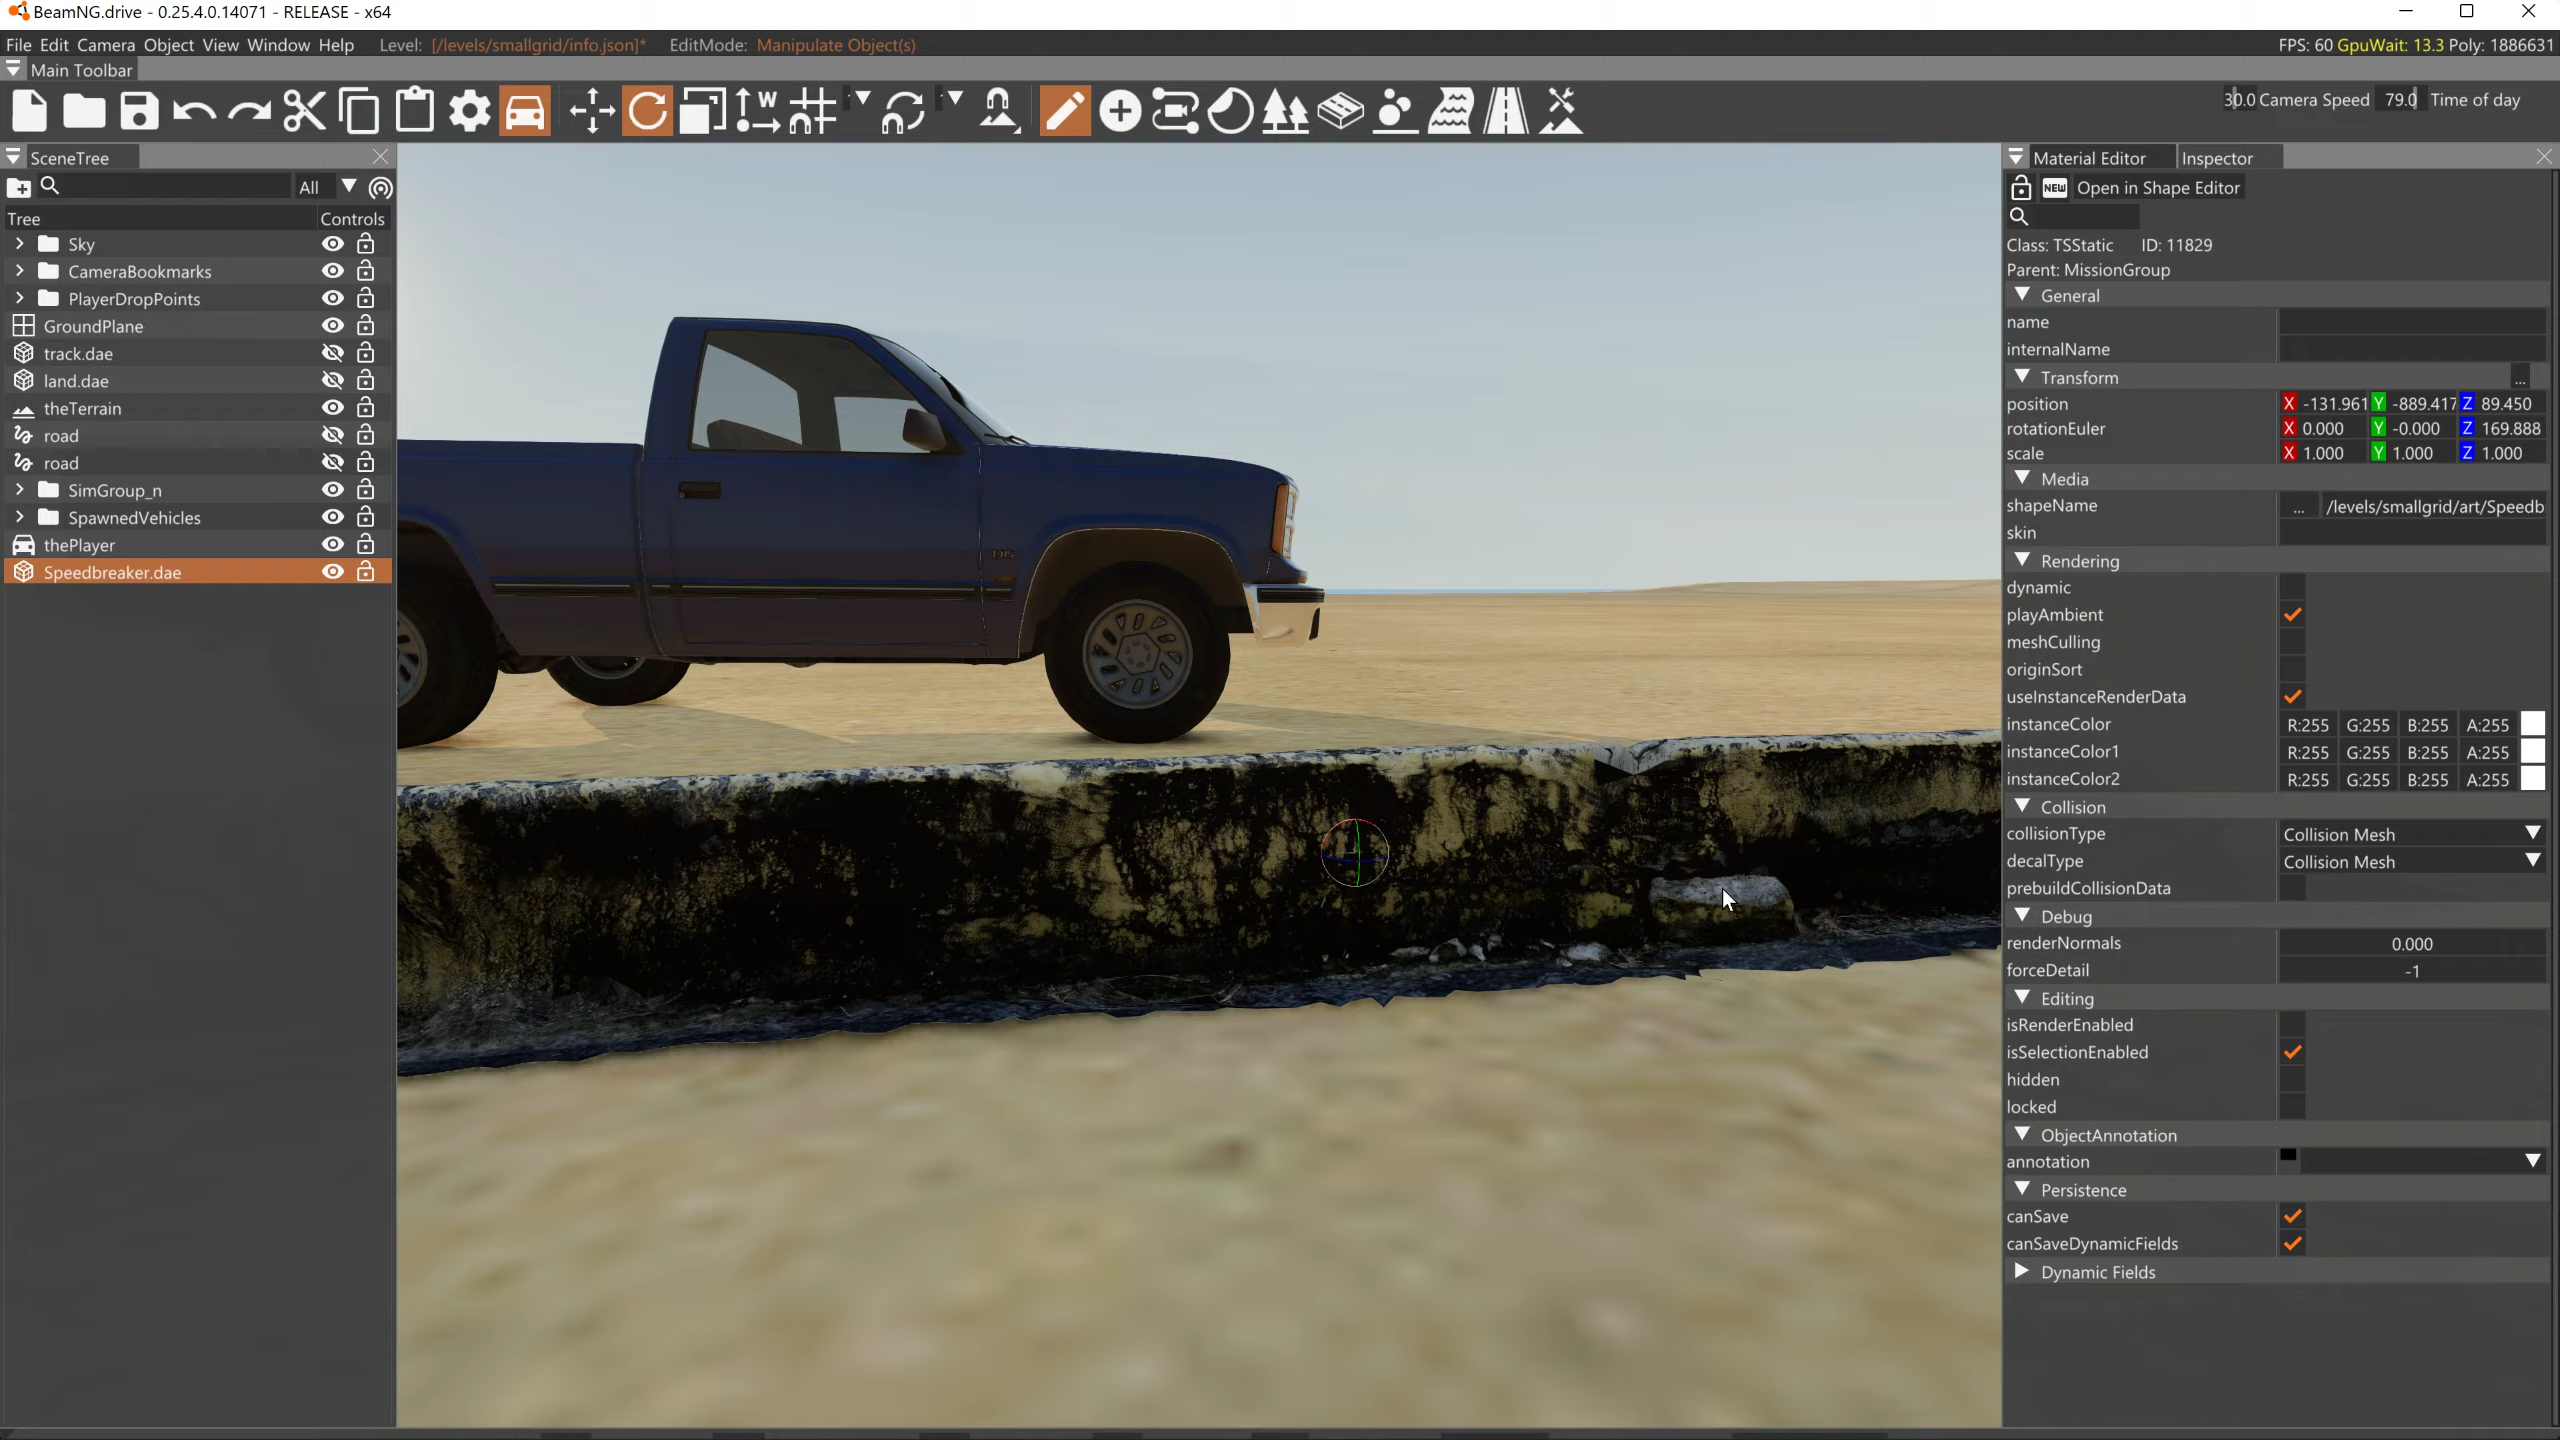 BeamNG.drive - 0.25.4.0.14071 - RELEASE - x64
File Edit Camera Object View Window Help Level: [/levels/smallgrid/info.json]* EditMode: Manipulate Object(s) FPS: 60 GpuWait: 13.3 Poly: 1886631
Main Toolbar
W
30.0 Camera Speed 79.0 Time of day
SceneTree
All
Tree Controls
Sky
CameraBookmarks
PlayerDropPoints
GroundPlane
track.dae
land.dae
theTerrain
road
road
SimGroup_n
SpawnedVehicles
thePlayer
Speedbreaker.dae
Material Editor Inspector
NEW Open in Shape Editor
Class: TSStatic ID: 11829
Parent: MissionGroup
General
name
internalName
Transform ...
position X -131.961 Y -889.417 Z 89.450
rotationEuler X 0.000 Y -0.000 Z 169.888
scale X 1.000 Y 1.000 Z 1.000
Media
shapeName ... /levels/smallgrid/art/Speedb
skin
Rendering
dynamic
playAmbient
meshCulling
originSort
useInstanceRenderData
instanceColor R:255 G:255 B:255 A:255
instanceColor1 R:255 G:255 B:255 A:255
instanceColor2 R:255 G:255 B:255 A:255
Collision
collisionType Collision Mesh
decalType Collision Mesh
prebuildCollisionData
Debug
renderNormals 0.000
forceDetail -1
Editing
isRenderEnabled
isSelectionEnabled
hidden
locked
ObjectAnnotation
annotation
Persistence
canSave
canSaveDynamicFields
Dynamic Fields